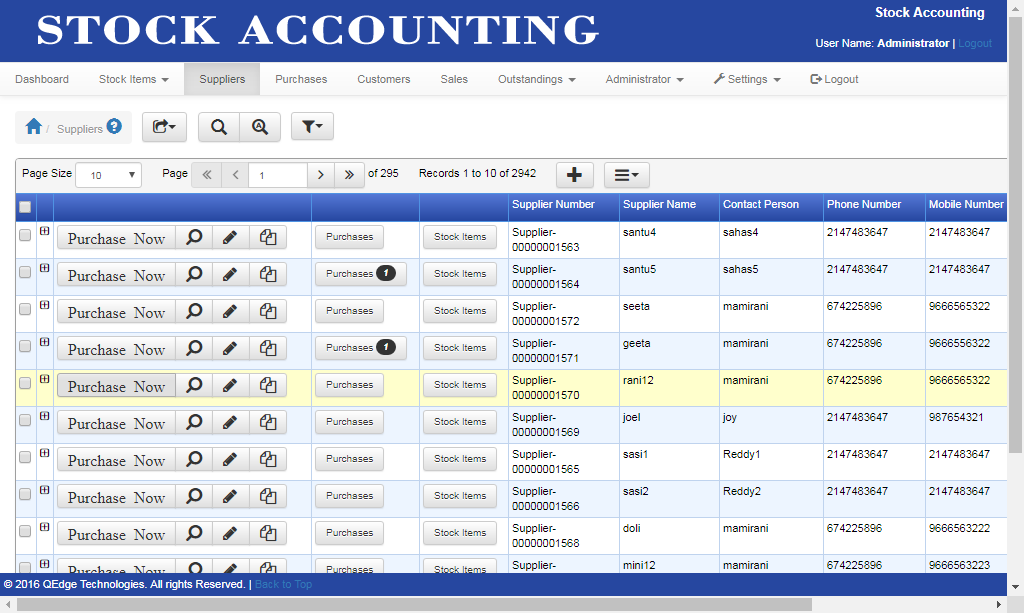 STOCK ACCOUNTING
Stock Accounting
User Name: Administrator | Logout
Dashboard Stock Items Suppliers Purchases Customers Sales Outstandings Administrator Settings Logout
/ Suppliers ?
Page Size 10 Page 1 of 295 Records 1 to 10 of 2942
Supplier Number Supplier Name Contact Person Phone Number Mobile Number
Purchase Now Purchases Stock Items Supplier- santu4 sahas4 2147483647 2147483647
00000001563
Purchase Now Purchases 1 Stock Items Supplier- santu5 sahas5 2147483647 2147483647
00000001564
Purchase Now Purchases Stock Items Supplier- seeta mamirani 674225896 9666565322
00000001572
Purchase Now Purchases 1 Stock Items Supplier- geeta mamirani 674225896 9666556322
00000001571
Purchase Now Purchases Stock Items Supplier- rani12 mamirani 674225896 9666565322
00000001570
Purchase Now Purchases Stock Items Supplier- joel joy 2147483647 987654321
00000001569
Purchase Now Purchases Stock Items Supplier- sasi1 Reddy1 2147483647 2147483647
00000001565
Purchase Now Purchases Stock Items Supplier- sasi2 Reddy2 2147483647 2147483647
00000001566
Purchase Now Purchases Stock Items Supplier- doli mamirani 674225896 9666563222
00000001568
Purchase Now Purchases Stock Items Supplier- mini12 mamirani 674225896 9666563223
© 2016 QEdge Technologies. All rights Reserved. | Back to Top